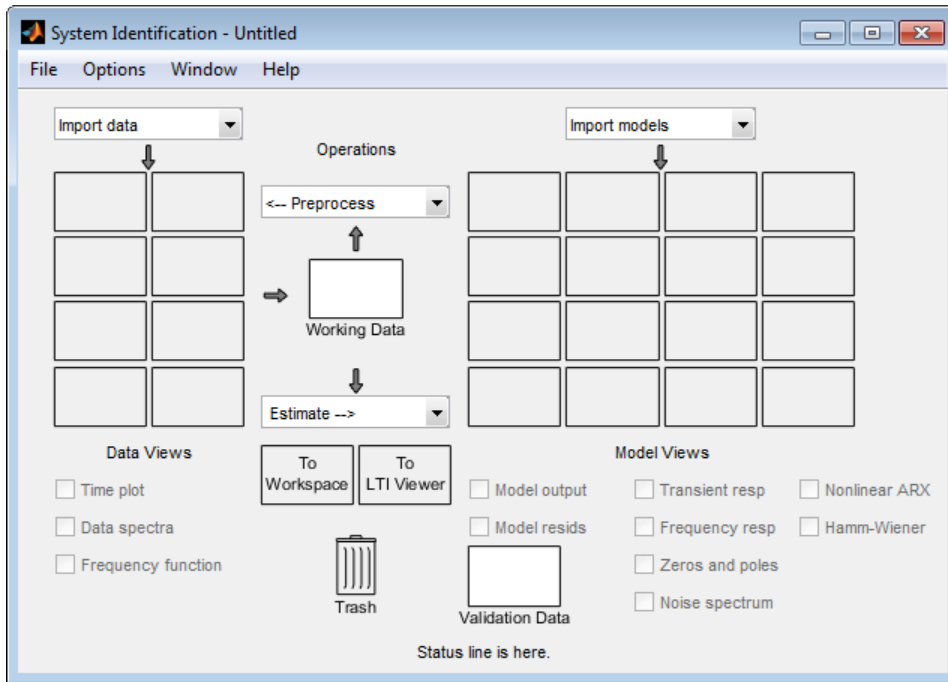 System Identification - Untitled
File Options Window Help
Import data
Operations
Import models
<-- Preprocess
Working Data
Estimate -->
Data Views
To Workspace
To LTI Viewer
Model Views
Time plot
Data spectra
Frequency function
Trash
Model output
Model resids
Validation Data
Transient resp
Frequency resp
Zeros and poles
Noise spectrum
Nonlinear ARX
Hamm-Wiener
Status line is here.